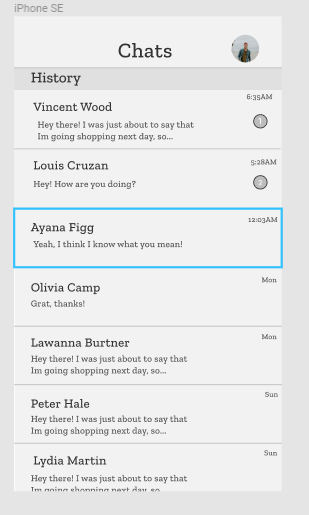 iPhone SE
Chats
History
6:35AM
Vincent Wood
Hey there! I was just about to say that
Im going shopping next day, so...
1
5:28AM
Louis Cruzan
Hey! How are you doing?
2
12:03AM
Ayana Figg
Yeah, I think I know what you mean!
Mon
Olivia Camp
Grat, thanks!
Mon
Lawanna Burtner
Hey there! I was just about to say that
Im going shopping next day, so...
Sun
Peter Hale
Hey there! I was just about to say that
Im going shopping next day, so...
Sun
Lydia Martin
Hey there! I was just about to say that
Im going shopping next day, so...